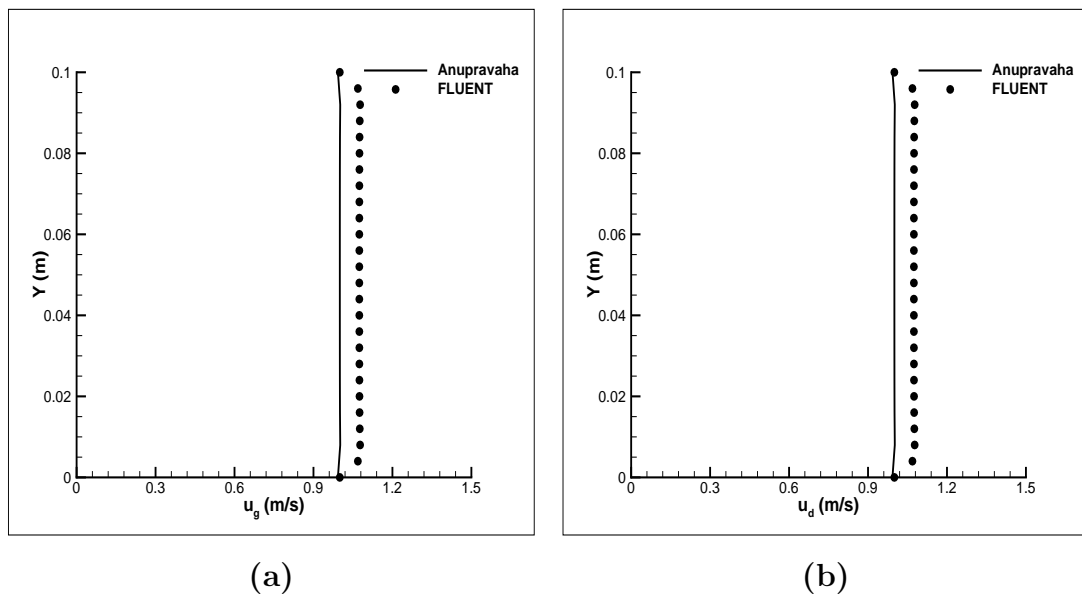 Anupravaha
FLUENT
0.1
0.08
0.06
0.04
0.02
0
Y (m)
0 0.3 0.6 0.9 1.2 1.5
u_g (m/s)
(a)
Anupravaha
FLUENT
0.1
0.08
0.06
0.04
0.02
0
Y (m)
0 0.3 0.6 0.9 1.2 1.5
u_d (m/s)
(b)